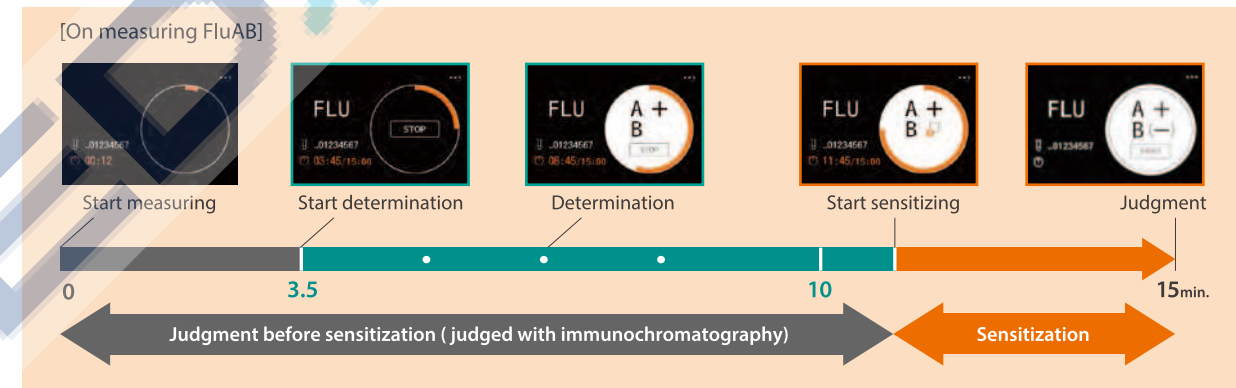 [On measuring FluAB]
..01234567
00:12
FLU
STOP
..01234567
03:45/15:00
FLU
A +
B
STOP
..01234567
08:45/15:00
FLU
A +
B
..01234567
11:45/15:00
FLU
A +
B (—)
..01234567
Start measuring
Start determination
Determination
Start sensitizing
Judgment
0
3.5
10
15min.
Judgment before sensitization ( judged with immunochromatography)
Sensitization